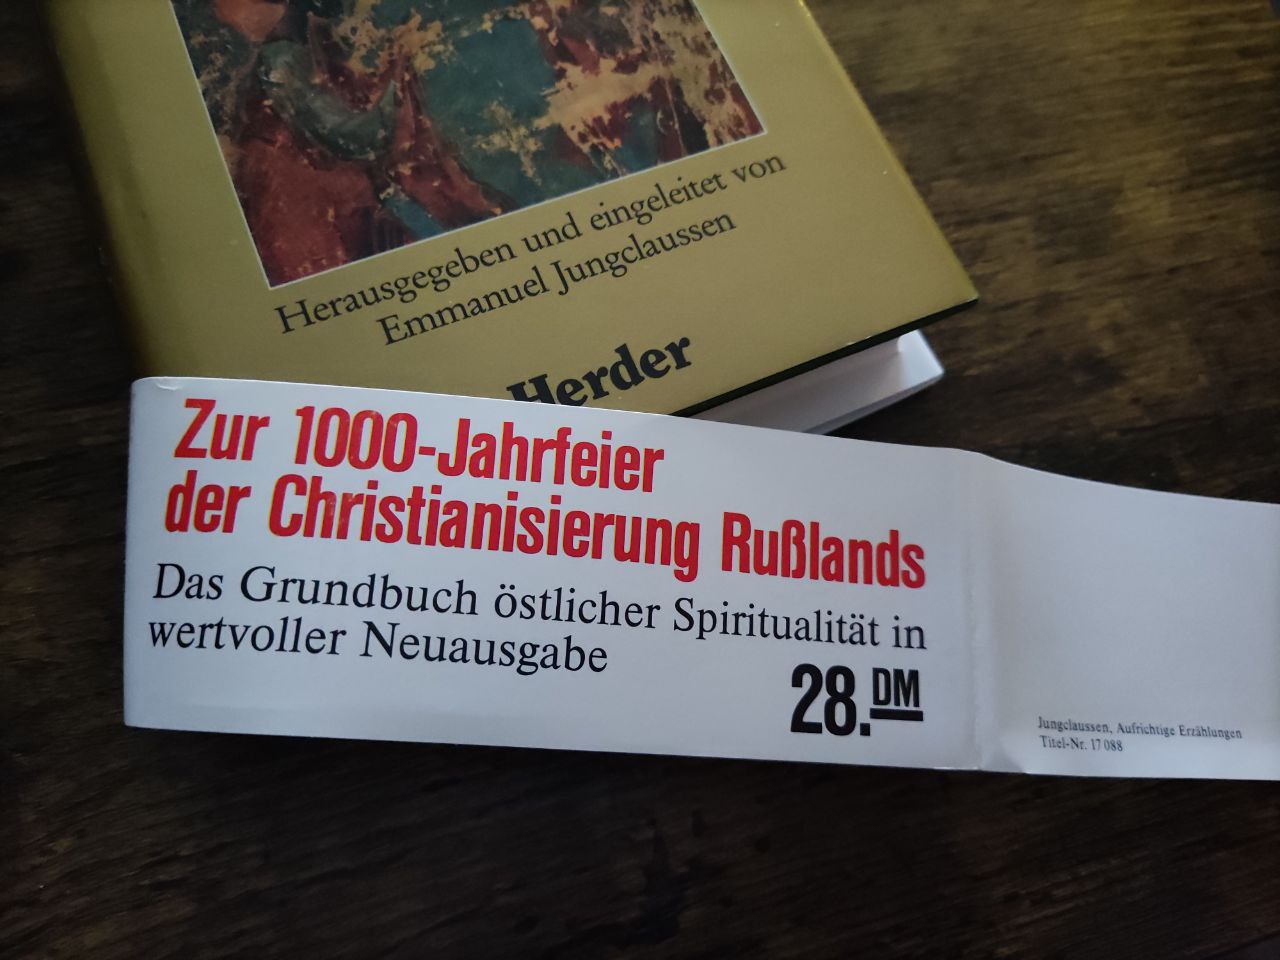 Herausgegeben und eingeleitet von
Emmanuel Jungclaussen
Herder
Zur 1000-Jahrfeier
der Christianisierung Rußlands
Das Grundbuch östlicher Spiritualität in
wertvoller Neuausgabe
28.DM
Jungclaussen, Aufrichtige Erzählungen
Titel-Nr. 17 088